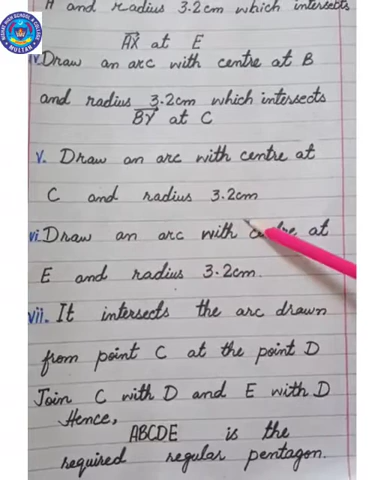 A and radius 3.2cm which intersects
AX at E
iv. Draw an arc with centre at B
and radius 3.2cm which intersects
BY at C
v. Draw an arc with centre at
C and radius 3.2cm
vi. Draw an arc with centre at
E and radius 3.2cm.
vii. It intersects the arc drawn
from point C at the point D
Join C with D and E with D
Hence,
ABCDE is the
required regular pentagon.
MULTAN